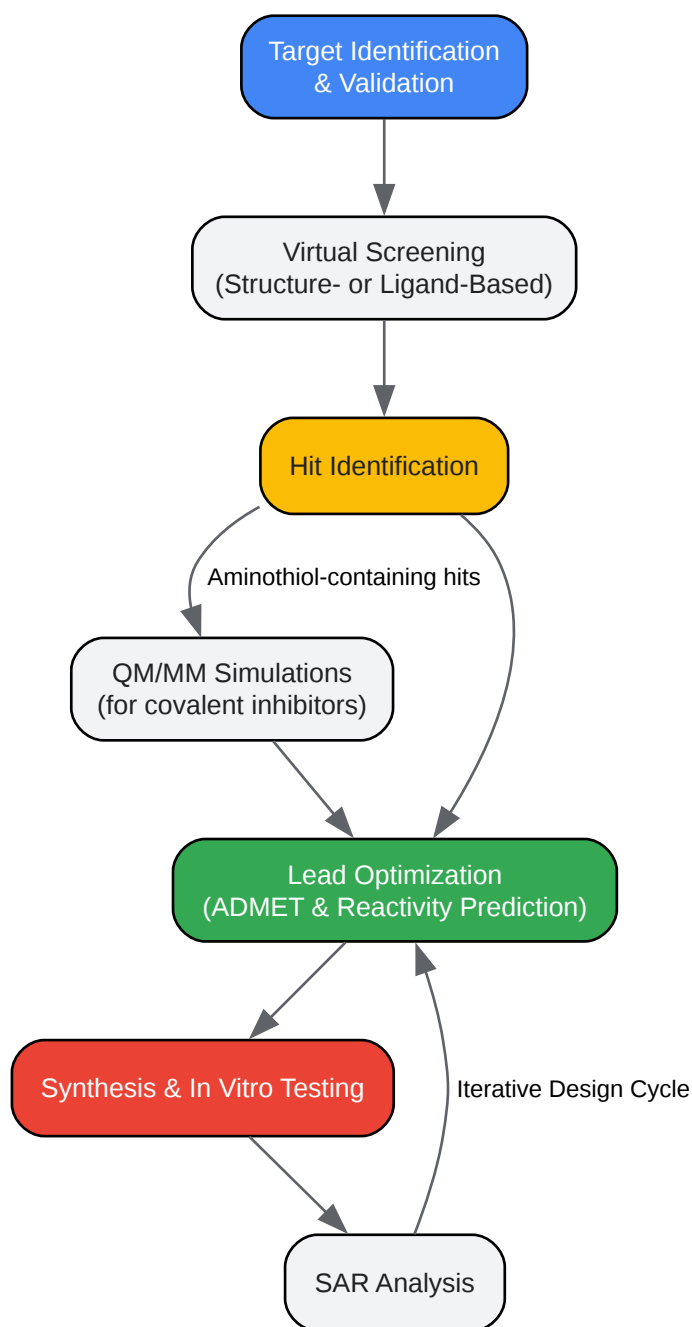 Target Identification
& Validation
Virtual Screening
(Structure- or Ligand-Based)
Hit Identification
Aminothiol-containing hits
QM/MM Simulations
(for covalent inhibitors)
Lead Optimization
(ADMET & Reactivity Prediction)
Synthesis & In Vitro Testing
Iterative Design Cycle
SAR Analysis